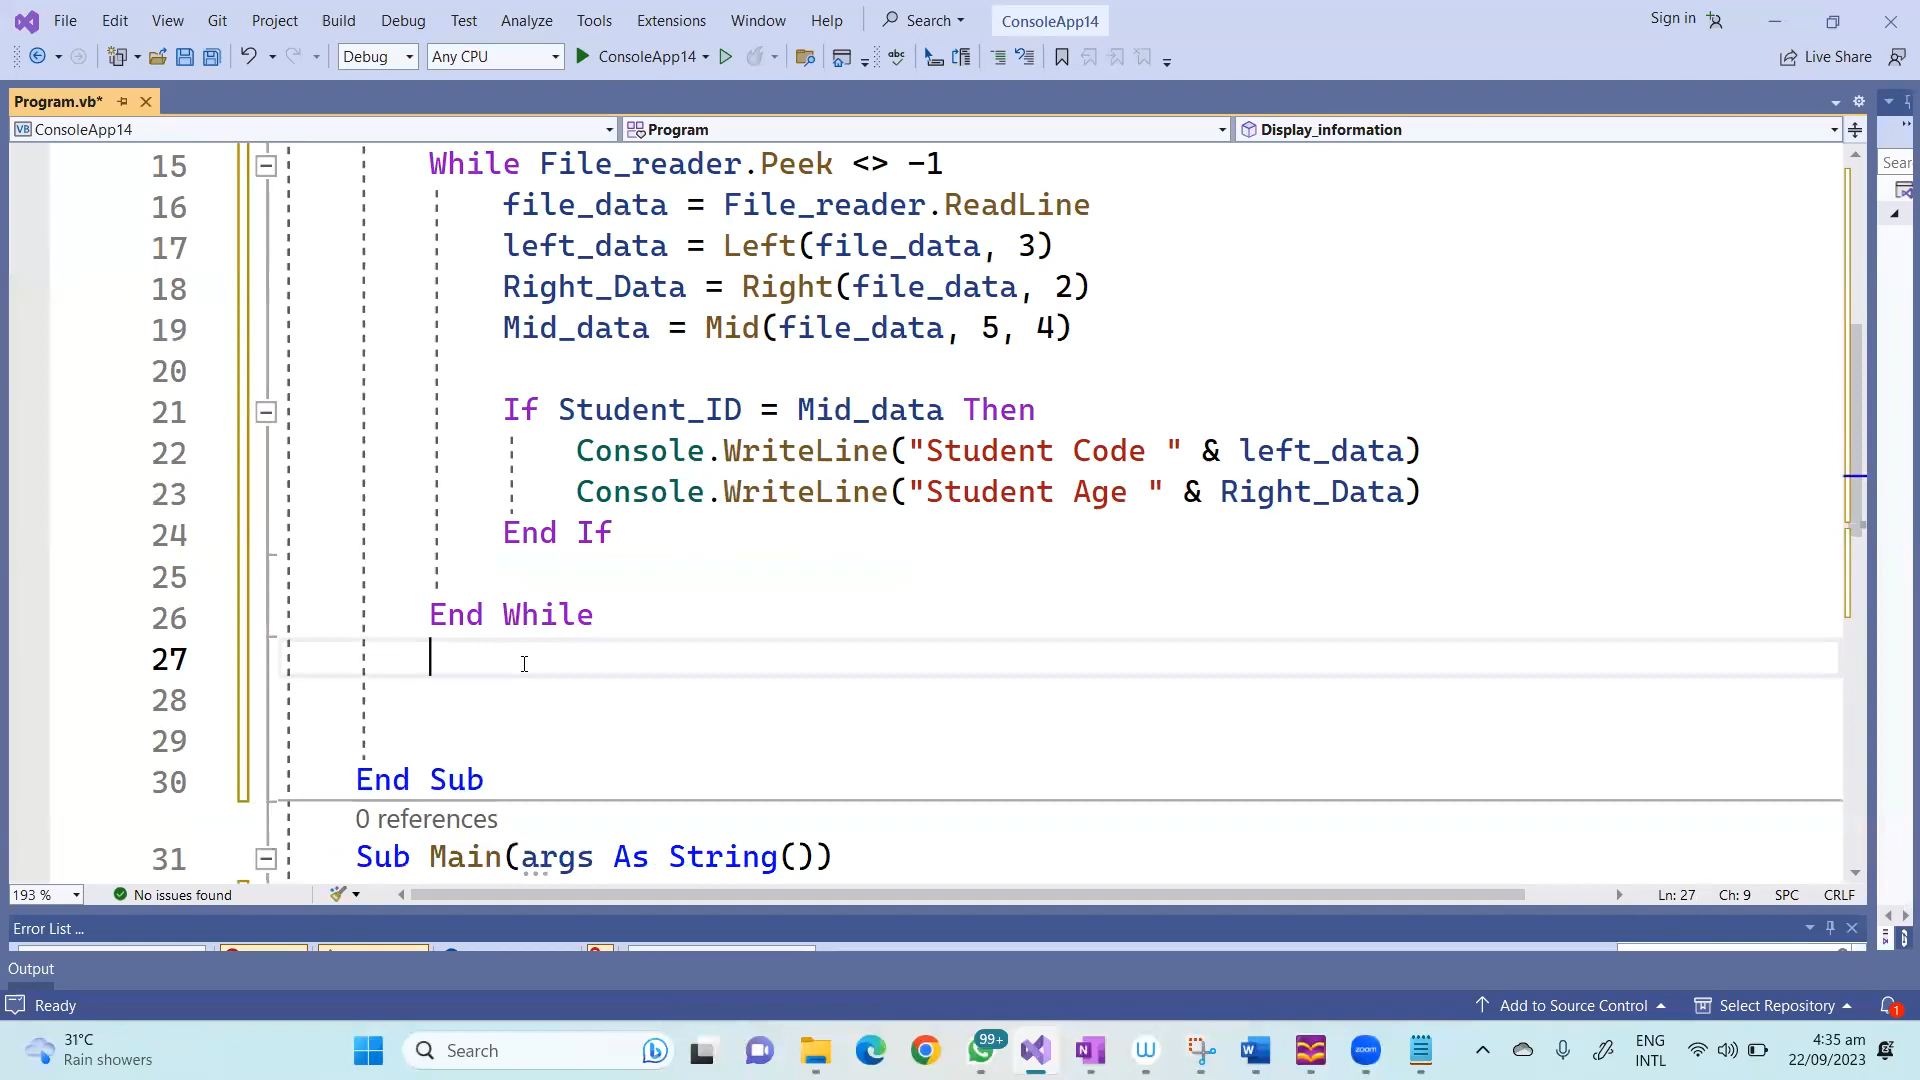 File Edit View Git Project Build Debug Test Analyze Tools Extensions Window Help Search ConsoleApp14 Sign in
Debug Any CPU ConsoleApp14 abc Live Share
Program.vb*
VB ConsoleApp14 Program Display_information
15 While File_reader.Peek <> -1
16 file_data = File_reader.ReadLine
17 left_data = Left(file_data, 3)
18 Right_Data = Right(file_data, 2)
19 Mid_data = Mid(file_data, 5, 4)
20
21 If Student_ID = Mid_data Then
22 Console.WriteLine("Student Code " & left_data)
23 Console.WriteLine("Student Age " & Right_Data)
24 End If
25
26 End While
27
28
29
30 End Sub
0 references
31 Sub Main(args As String())
193 % No issues found Ln: 27 Ch: 9 SPC CRLF
Error List ...
Output
Ready Add to Source Control Select Repository 1
31°C
Rain showers
Search
99+
W
zoom
ENG
INTL
4:35 am
22/09/2023